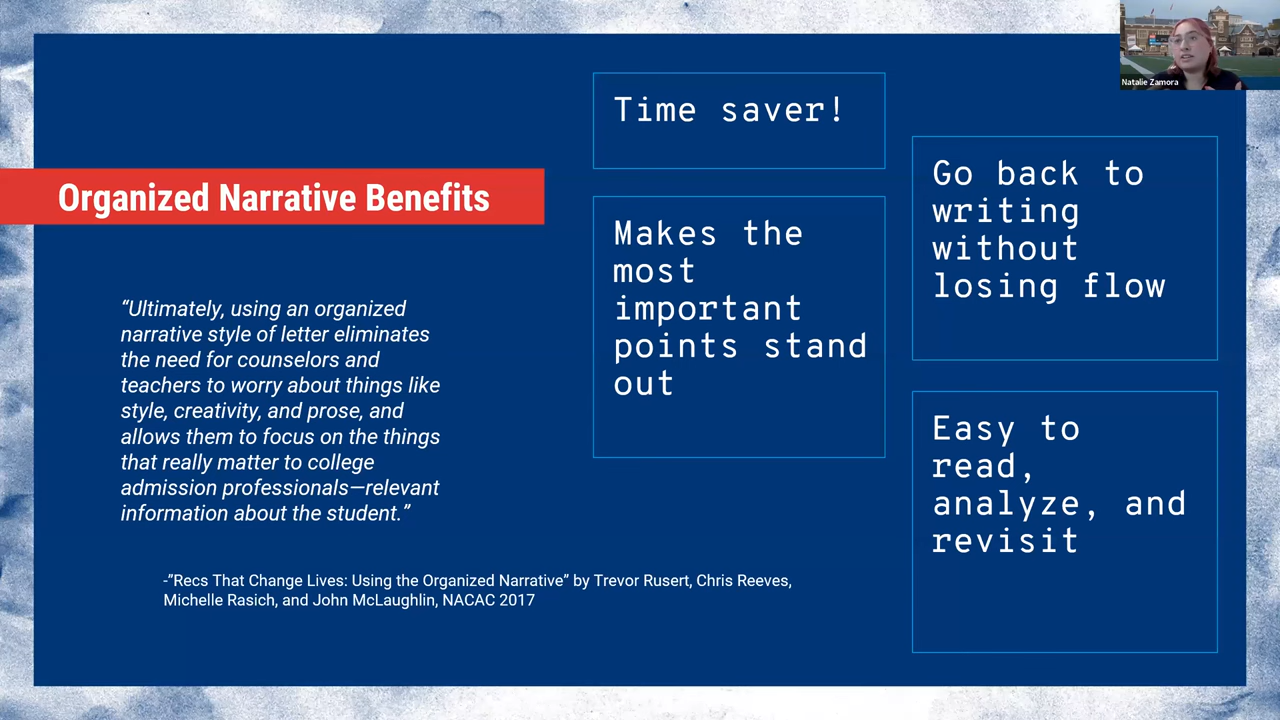 Natalie Zamora
Organized Narrative Benefits
“Ultimately, using an organized
narrative style of letter eliminates
the need for counselors and
teachers to worry about things like
style, creativity, and prose, and
allows them to focus on the things
that really matter to college
admission professionals—relevant
information about the student.”
-”Recs That Change Lives: Using the Organized Narrative” by Trevor Rusert, Chris Reeves,
Michelle Rasich, and John McLaughlin, NACAC 2017
Time saver!
Makes the
most
important
points stand
out
Go back to
writing
without
losing flow
Easy to
read,
analyze, and
revisit